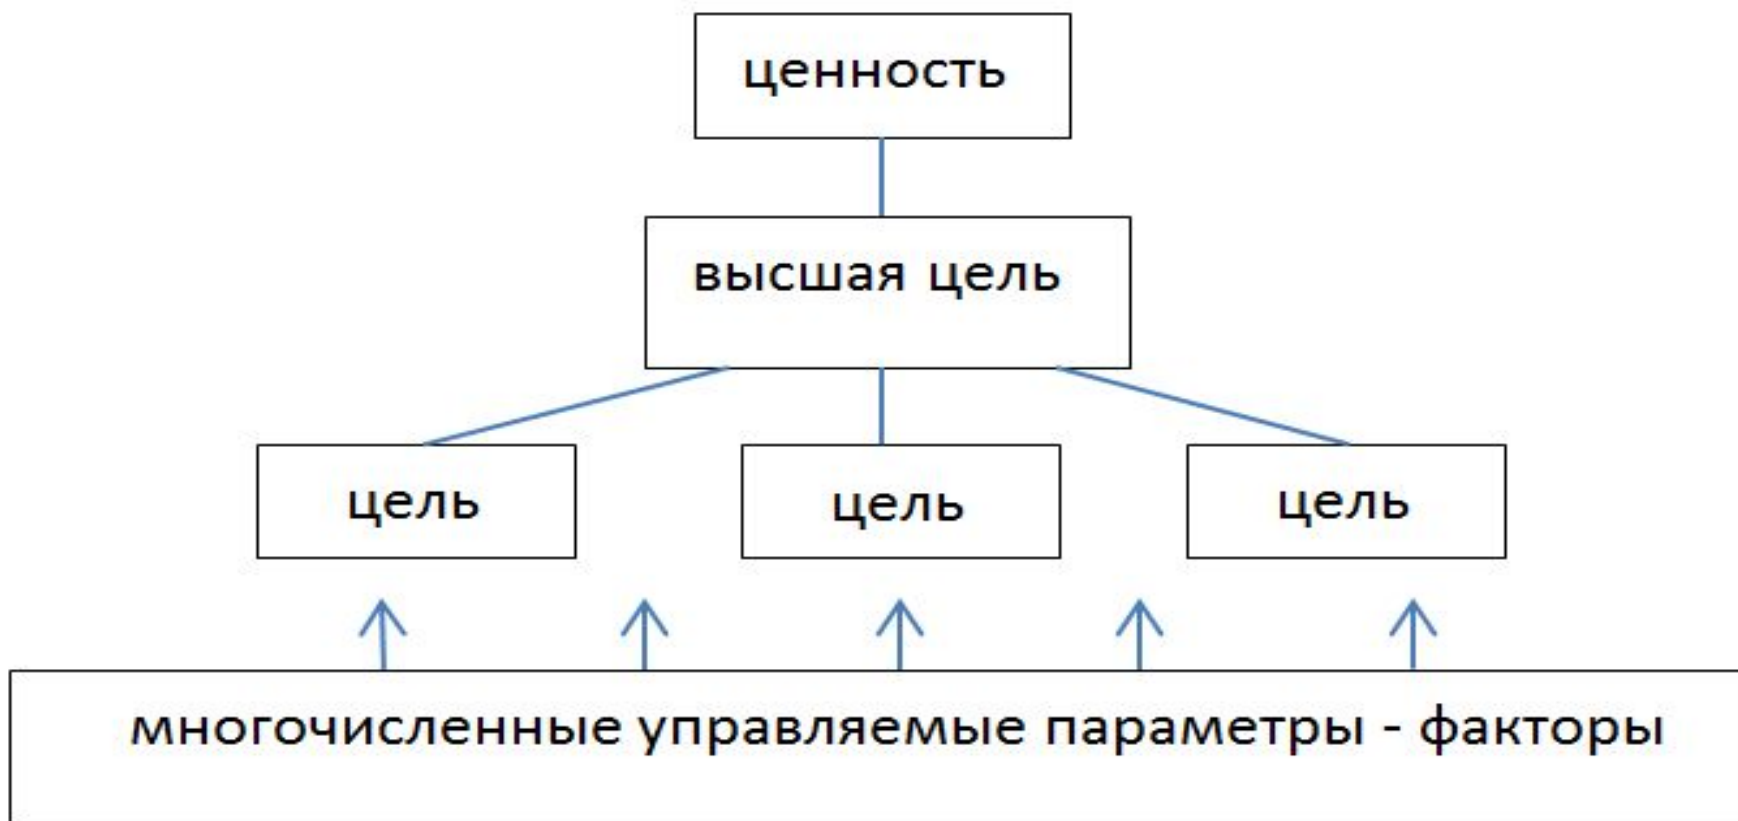 ценность
высшая цель
цель
цель
цель
многочисленные управляемые параметры - факторы